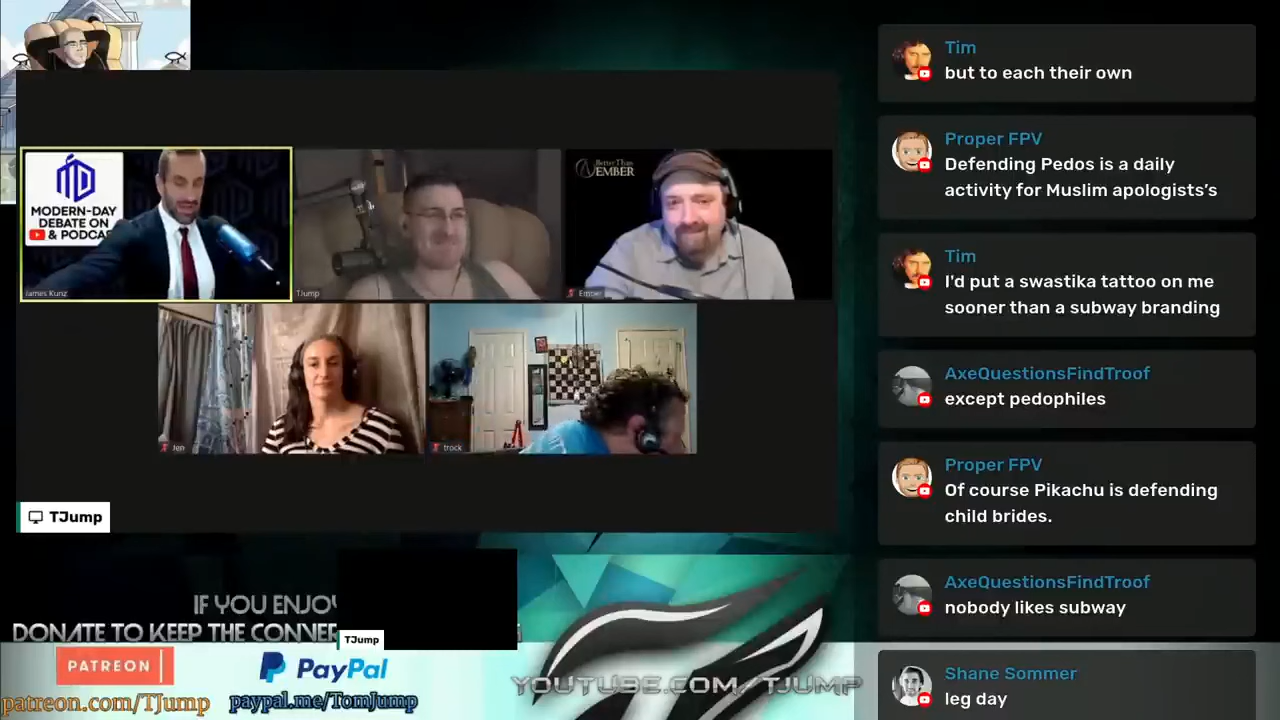 MODERN-DAY
DEBATE ON
& PODCA
James Kunz
TJump
Better Than
EMBER
Ember
Jen
trock
TJump
IF YOU ENJOY
DONATE TO KEEP THE CONVER
TJump
PATREON
PayPal
patreon.com/TJump
paypal.me/TomJump
YOUTUBE.COM/TJUMP
Tim
but to each their own
Proper FPV
Defending Pedos is a daily
activity for Muslim apologists’s
Tim
I'd put a swastika tattoo on me
sooner than a subway branding
AxeQuestionsFindTroof
except pedophiles
Proper FPV
Of course Pikachu is defending
child brides.
AxeQuestionsFindTroof
nobody likes subway
Shane Sommer
leg day